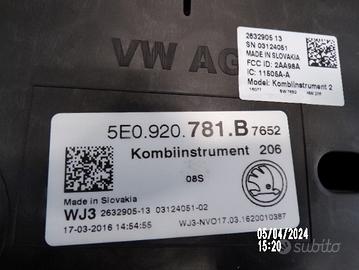 VW AG
2632905 13
SN 03124051
MADE IN SLOVAKIA
FCC ID: 2AA98A
IC: 11505A-A
Model: Kombiinstrument 2
5E0.920.781.B 7652
Kombiinstrument 206
08S
Made in Slovakia
WJ3 2632905-13 03124051-02
17-03-2016 14:54:55 WJ3-NVO17.03.1620010387
05/04/2024
15:20
subito